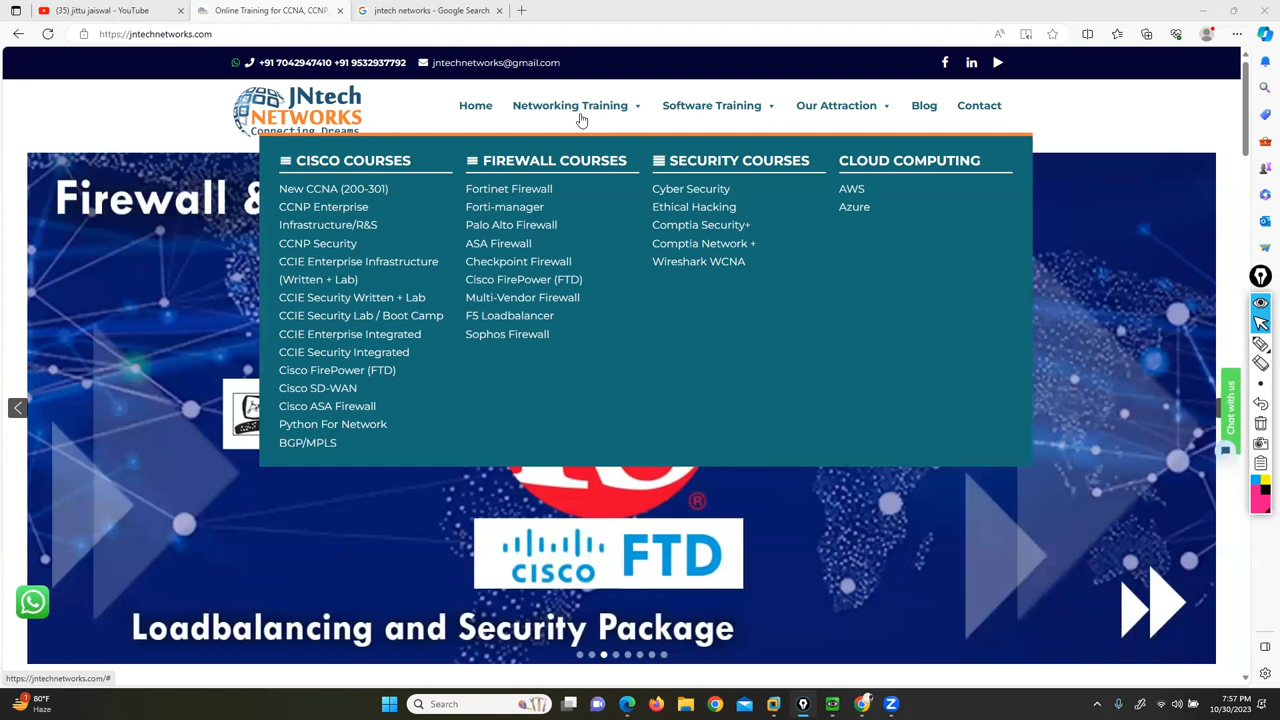 (35) jittu jaiswal - YouTube
Online Training for CCNA, CCNP,
jntech networks - Google Search
https://jntechnetworks.com
+91 7042947410 +91 9532937792
jntechnetworks@gmail.com
JNtech
NETWORKS
Connecting Dreams
Home
Networking Training
Software Training
Our Attraction
Blog
Contact
Firewall &
CISCO COURSES
New CCNA (200-301)
CCNP Enterprise
Infrastructure/R&S
CCNP Security
CCIE Enterprise Infrastructure
(Written + Lab)
CCIE Security Written + Lab
CCIE Security Lab / Boot Camp
CCIE Enterprise Integrated
CCIE Security Integrated
Cisco FirePower (FTD)
Cisco SD-WAN
Cisco ASA Firewall
Python For Network
BGP/MPLS
FIREWALL COURSES
Fortinet Firewall
Forti-manager
Palo Alto Firewall
ASA Firewall
Checkpoint Firewall
Cisco FirePower (FTD)
Multi-Vendor Firewall
F5 Loadbalancer
Sophos Firewall
SECURITY COURSES
Cyber Security
Ethical Hacking
Comptia Security+
Comptia Network +
Wireshark WCNA
CLOUD COMPUTING
AWS
Azure
Chat with us
CISCO FTD
Loadbalancing and Security Package
https://jntechnetworks.com/#
1
80°F
Haze
Search
7:57 PM
10/30/2023